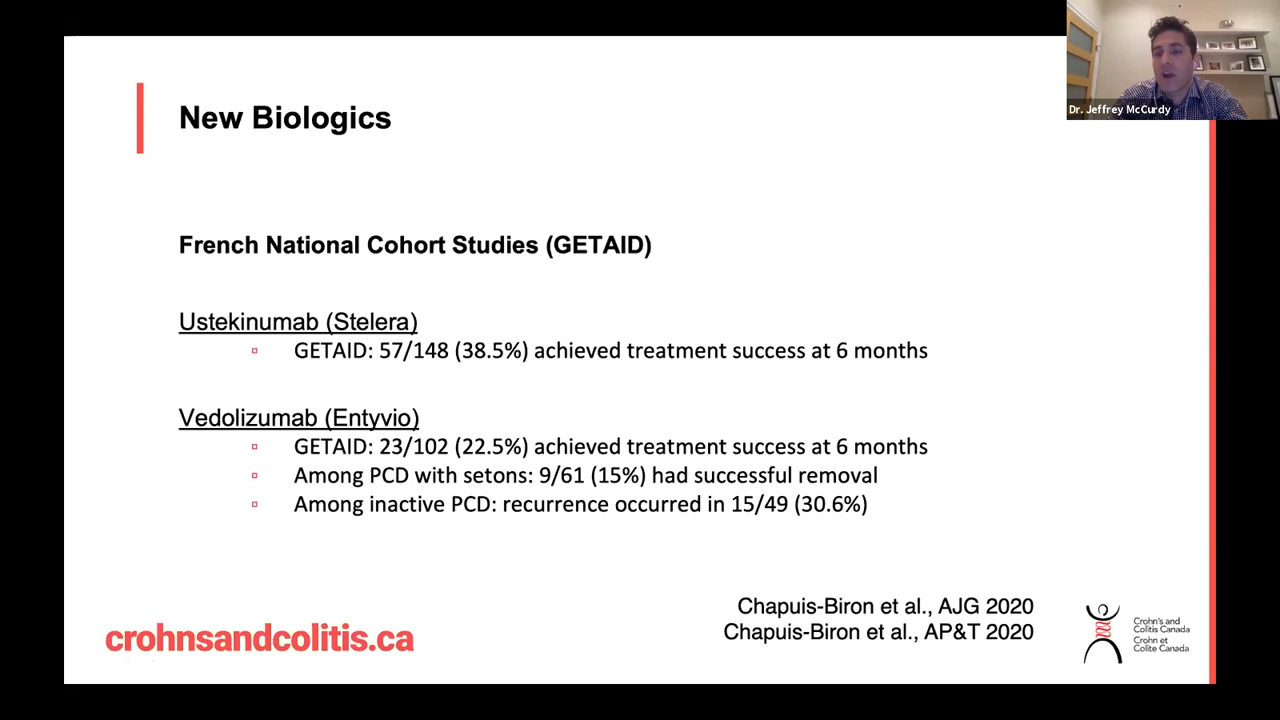 Dr. Jeffrey McCurdy
New Biologics
French National Cohort Studies (GETAID)
Ustekinumab (Stelera)
▫ GETAID: 57/148 (38.5%) achieved treatment success at 6 months
Vedolizumab (Entyvio)
▫ GETAID: 23/102 (22.5%) achieved treatment success at 6 months
▫ Among PCD with setons: 9/61 (15%) had successful removal
▫ Among inactive PCD: recurrence occurred in 15/49 (30.6%)
Chapuis-Biron et al., AJG 2020
Chapuis-Biron et al., AP&T 2020
crohnsandcolitis.ca
Crohn's and
Colitis Canada
Crohn et
Colite Canada